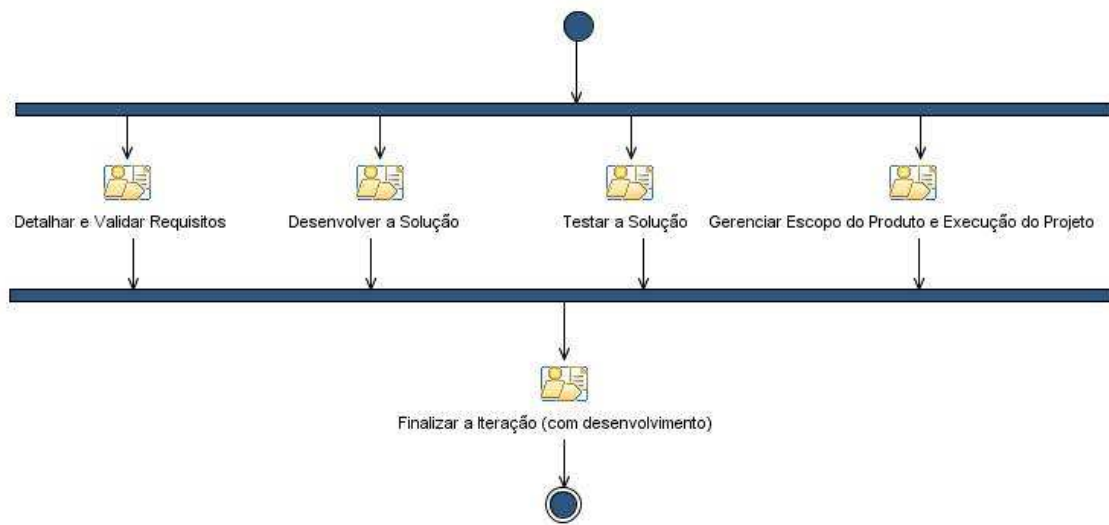 Detalhar e Validar Requisitos
Desenvolver a Solução
Testar a Solução
Gerenciar Escopo do Produto e Execução do Projeto
Finalizar a Iteração (com desenvolvimento)